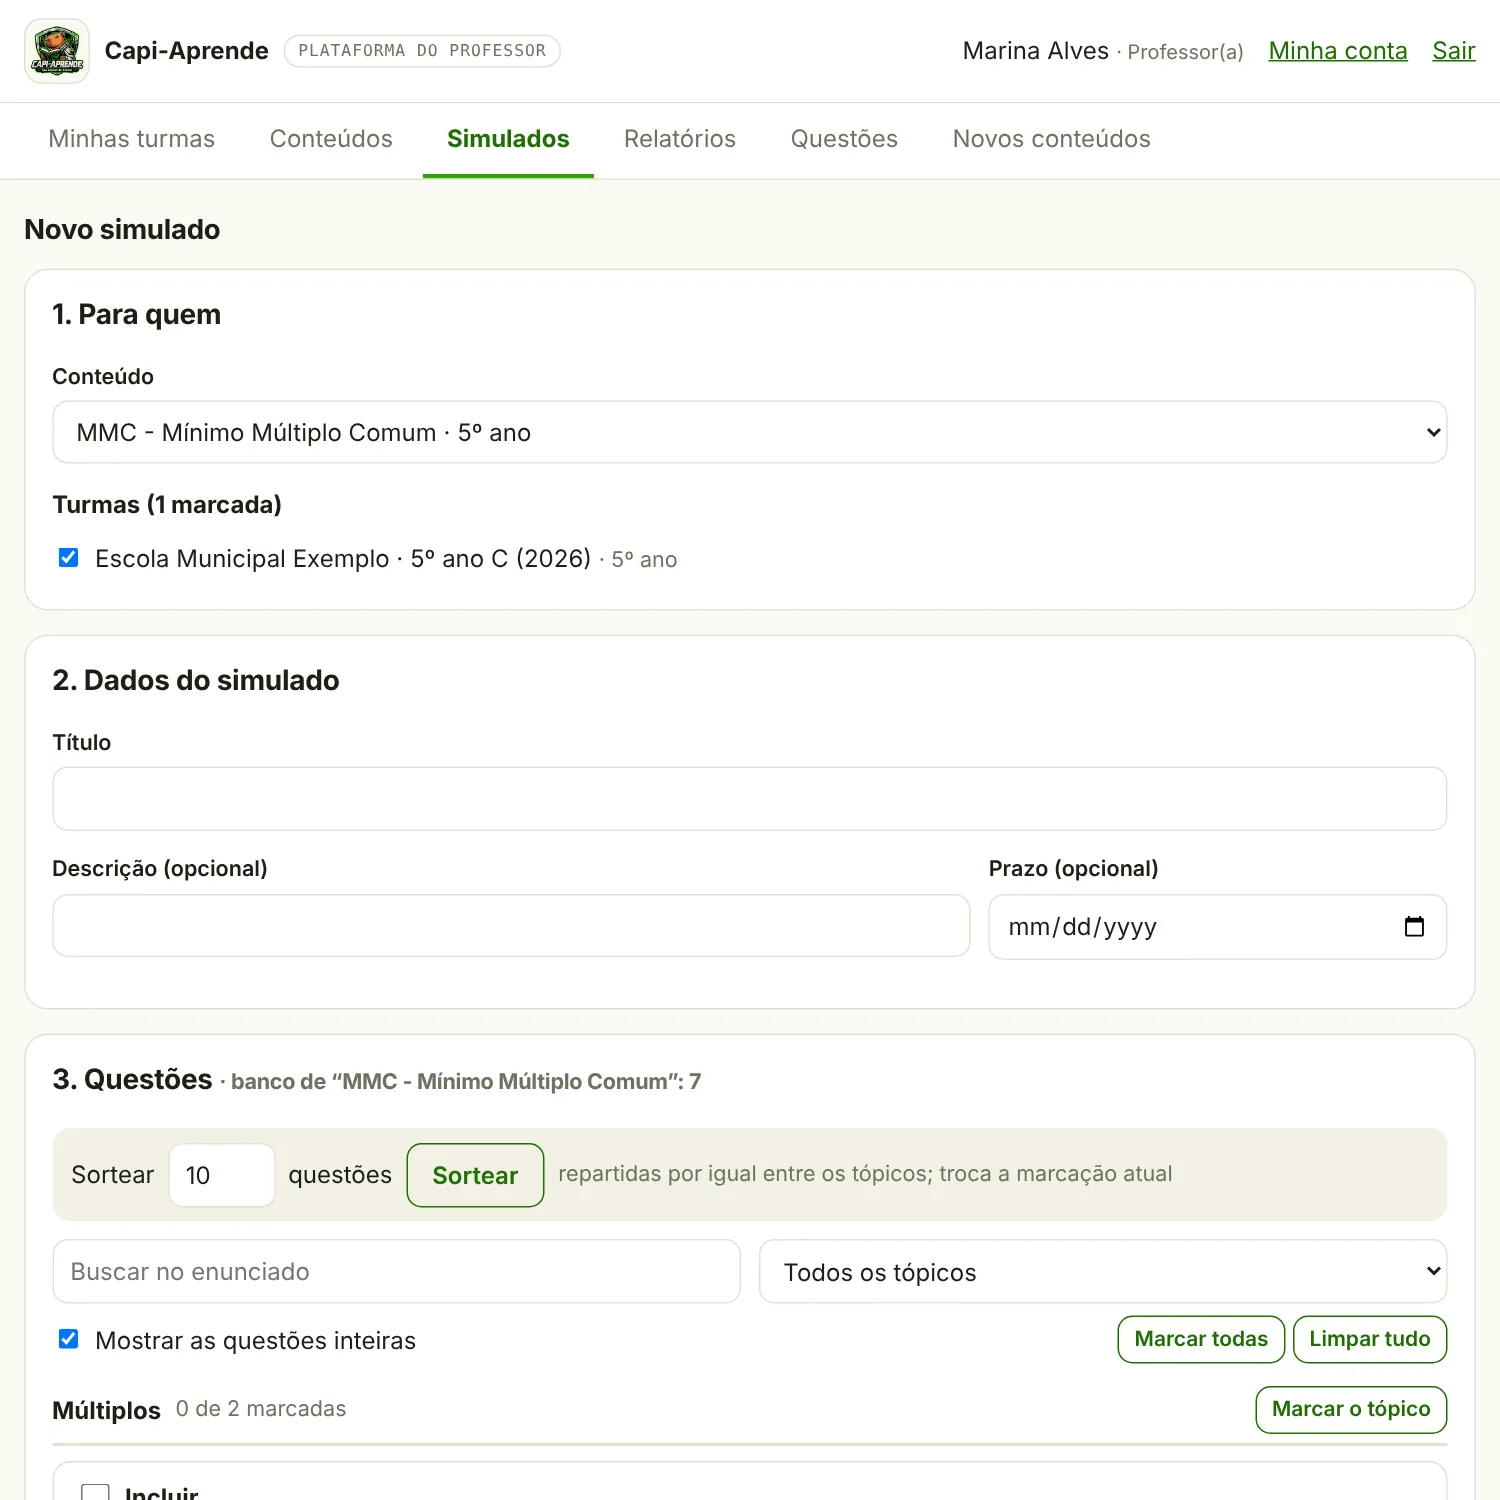 CAPI-APRENDE
Capi-Aprende
PLATAFORMA DO PROFESSOR
Marina Alves · Professor(a)
Minha conta
Sair
Minhas turmas
Conteúdos
Simulados
Relatórios
Questões
Novos conteúdos
Novo simulado
1. Para quem
Conteúdo
MMC - Mínimo Múltiplo Comum · 5º ano
Turmas (1 marcada)
Escola Municipal Exemplo · 5º ano C (2026) · 5º ano
2. Dados do simulado
Título
Descrição (opcional)
Prazo (opcional)
mm/dd/yyyy
3. Questões · banco de “MMC - Mínimo Múltiplo Comum”: 7
Sortear 10 questões Sortear repartidas por igual entre os tópicos; troca a marcação atual
Buscar no enunciado
Todos os tópicos
Mostrar as questões inteiras
Marcar todas
Limpar tudo
Múltiplos 0 de 2 marcadas
Marcar o tópico
Incluir